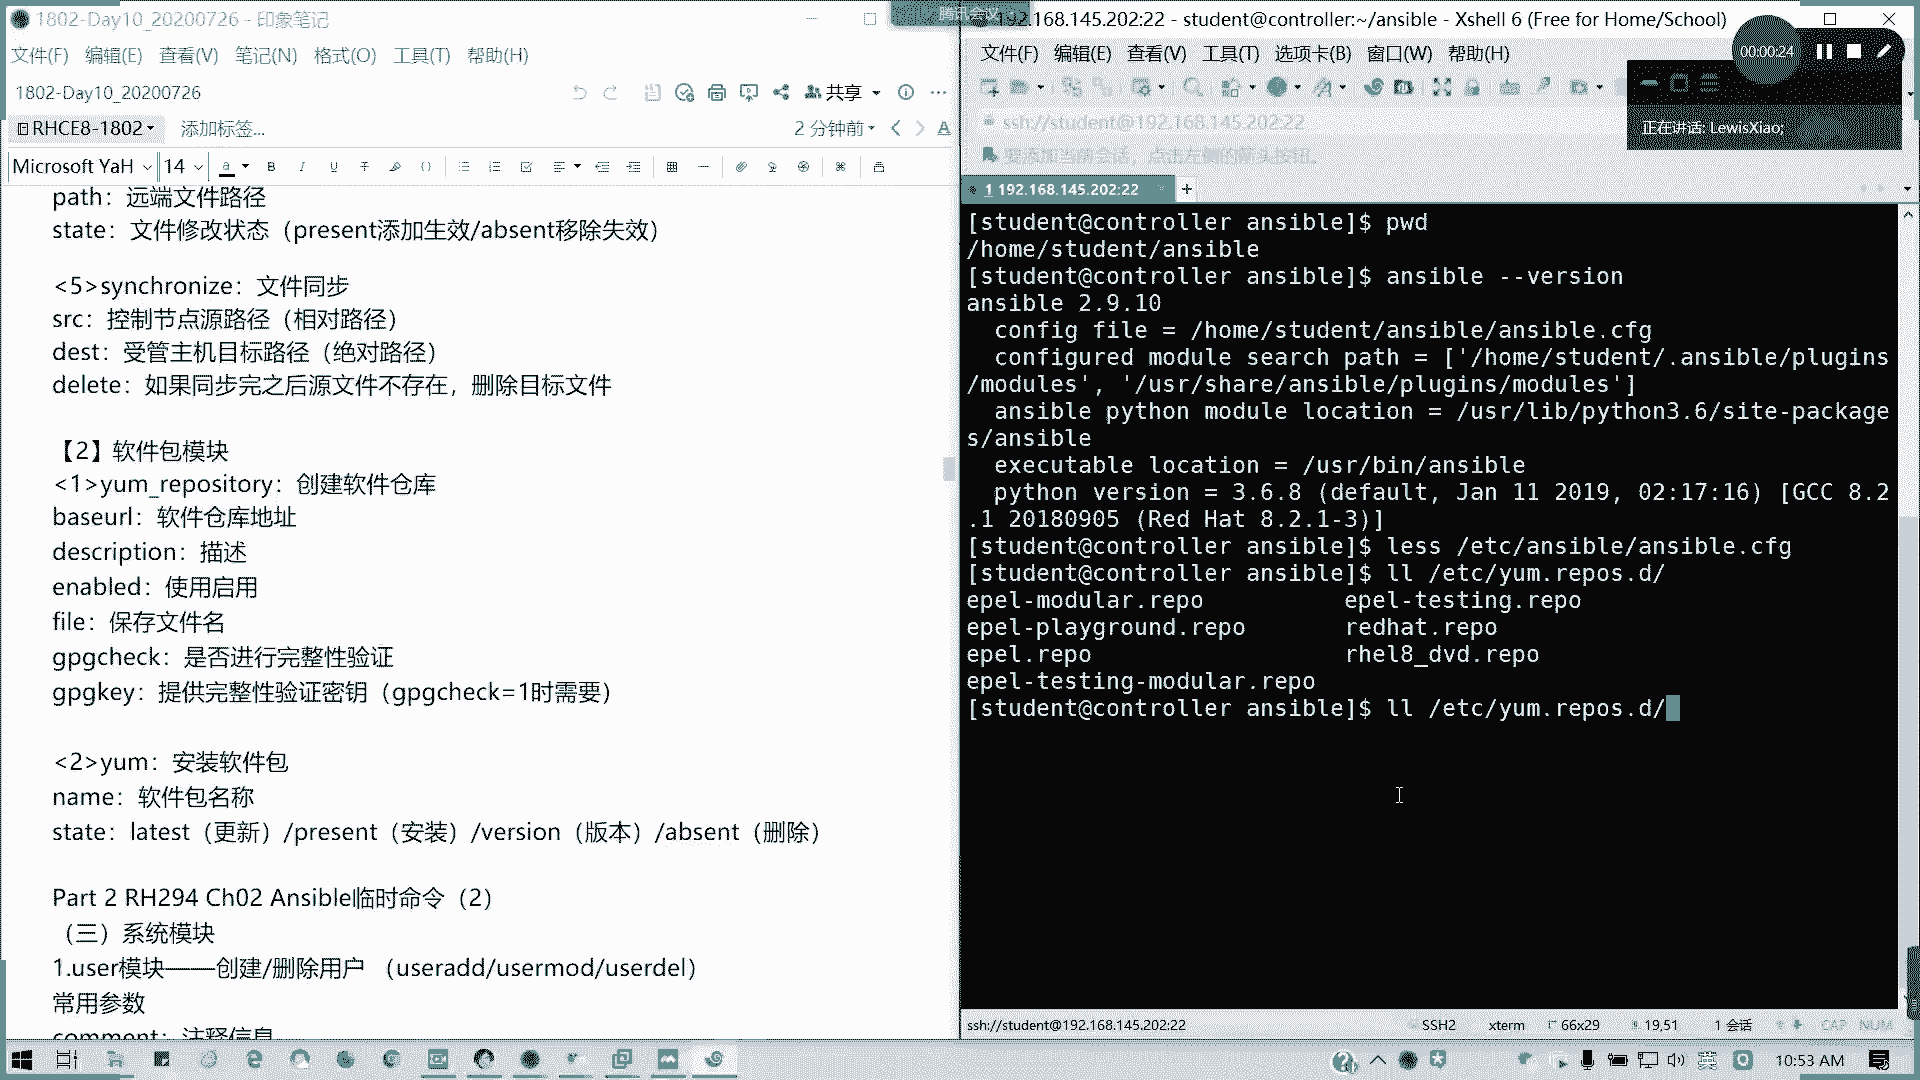 1802-Day10_20200726 - 印象笔记
文件(F) 编辑(E) 查看(V) 笔记(N) 格式(O) 工具(T) 帮助(H)
1802-Day10_20200726
共享
RHCE8-1802
添加标签...
2 分钟前
Microsoft YaH
14
path：远端文件路径
state：文件修改状态（present添加生效/absent移除失效）
<5>synchronize：文件同步
src：控制节点源路径（相对路径）
dest：受管主机目标路径（绝对路径）
delete：如果同步完之后源文件不存在，删除目标文件
【2】软件包模块
<1>yum_repository：创建软件仓库
baseurl：软件仓库地址
description：描述
enabled：使用启用
file：保存文件名
gpgcheck：是否进行完整性验证
gpgkey：提供完整性验证密钥（gpgcheck=1时需要）
<2>yum：安装软件包
name：软件包名称
state：latest（更新）/present（安装）/version（版本）/absent（删除）
Part 2 RH294 Ch02 Ansible临时命令（2）
（三）系统模块
1.user模块——创建/删除用户 （useradd/usermod/userdel）
常用参数
comment：注释信息
腾讯会议
192.168.145.202:22 - student@controller:~/ansible - Xshell 6 (Free for Home/School)
文件(F) 编辑(E) 查看(V) 工具(T) 选项卡(B) 窗口(W) 帮助(H)
00:00:24
正在讲话: LewisXiao;
ssh://student@192.168.145.202:22
要添加当前会话，点击左侧的箭头按钮。
1 192.168.145.202:22
[student@controller ansible]$ pwd
/home/student/ansible
[student@controller ansible]$ ansible --version
ansible 2.9.10
  config file = /home/student/ansible/ansible.cfg
  configured module search path = ['/home/student/.ansible/plugins
/modules', '/usr/share/ansible/plugins/modules']
  ansible python module location = /usr/lib/python3.6/site-package
s/ansible
  executable location = /usr/bin/ansible
  python version = 3.6.8 (default, Jan 11 2019, 02:17:16) [GCC 8.2
.1 20180905 (Red Hat 8.2.1-3)]
[student@controller ansible]$ less /etc/ansible/ansible.cfg
[student@controller ansible]$ ll /etc/yum.repos.d/
epel-modular.repo epel-testing.repo
epel-playground.repo redhat.repo
epel.repo rhel8_dvd.repo
epel-testing-modular.repo
[student@controller ansible]$ ll /etc/yum.repos.d/
ssh://student@192.168.145.202:22
SSH2 xterm 66x29 19,51 1 会话 CAP NUM
英
10:53 AM